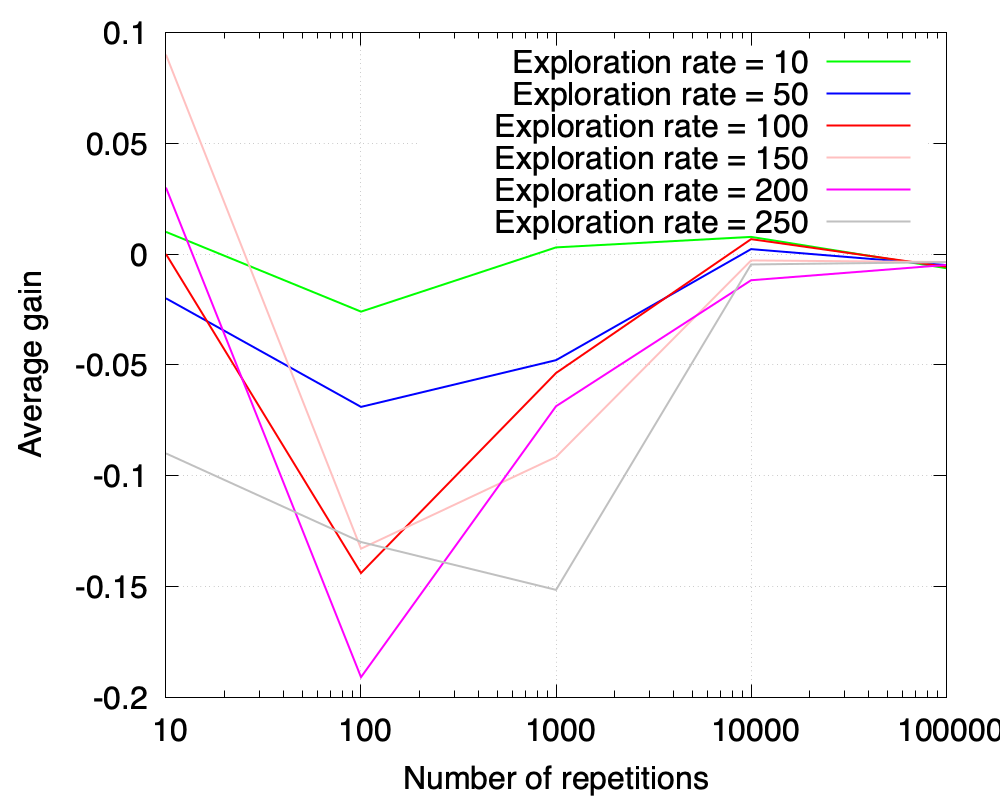 0.1
0.05
0
-0.05
-0.1
-0.15
-0.2
Average gain
Exploration rate = 10
Exploration rate = 50
Exploration rate = 100
Exploration rate = 150
Exploration rate = 200
Exploration rate = 250
10 100 1000 10000 100000
Number of repetitions